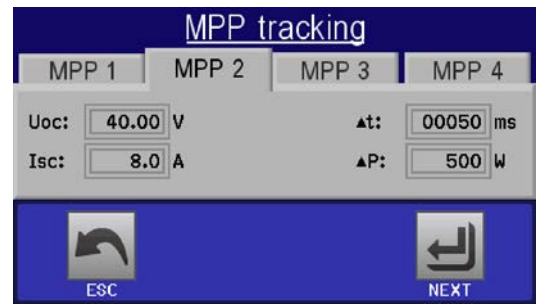 MPP tracking
MPP 1 MPP 2 MPP 3 MPP 4
Uoc: 40.00 V ▲t: 00050 ms
Isc: 8.0 A ▲P: 500 W
ESC NEXT